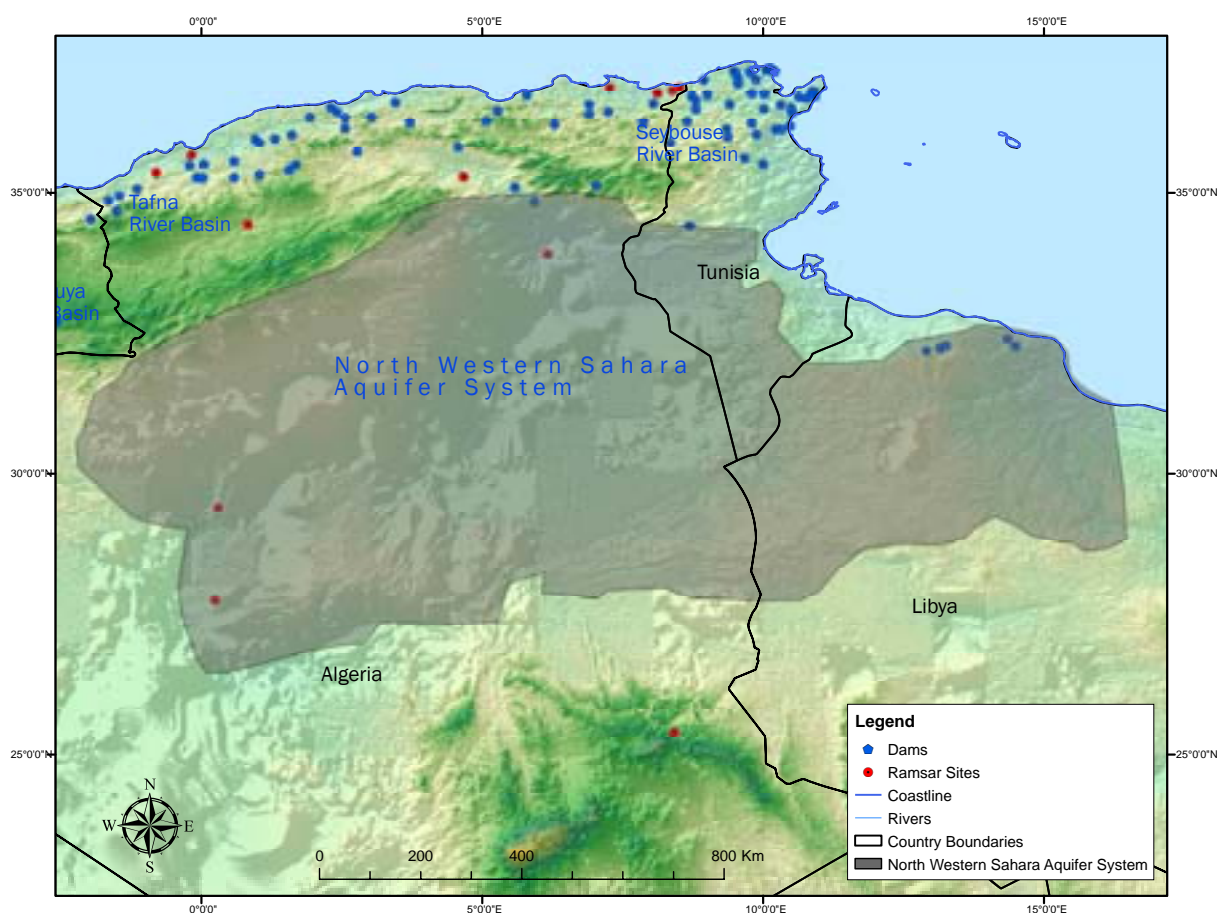 0°0'0"E 5°0'0"E 10°0'0"E 15°0'0"E
35°0'0"N 35°0'0"N
30°0'0"N 30°0'0"N
25°0'0"N 25°0'0"N
Seybouse
River Basin
Tafna
River Basin
uya
Basin
Tunisia
North Western Sahara
Aquifer System
Libya
Algeria
Legend
Dams
Ramsar Sites
Coastline
Rivers
Country Boundaries
North Western Sahara Aquifer System
N
W E
S
0 200 400 800 Km
0°0'0"E 5°0'0"E 10°0'0"E 15°0'0"E